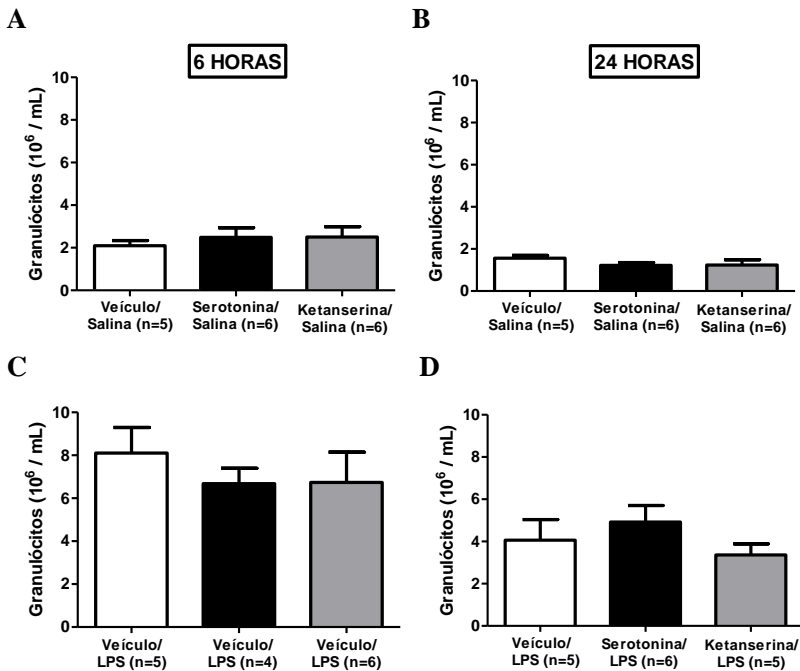 A
6 HORAS
Granulócitos (10⁶ / mL)
10
8
6
4
2
0
Veículo/ Serotonina/ Ketanserina/
Salina (n=5) Salina (n=6) Salina (n=6)
B
24 HORAS
Granulócitos (10⁶ / mL)
10
8
6
4
2
0
Veículo/ Serotonina/ Ketanserina/
Salina (n=5) Salina (n=6) Salina (n=6)
C
Granulócitos (10⁶ / mL)
10
8
6
4
2
0
Veículo/ Veículo/ Veículo/
LPS (n=5) LPS (n=4) LPS (n=6)
D
Granulócitos (10⁶ / mL)
10
8
6
4
2
0
Veículo/ Serotonina/ Ketanserina/
LPS (n=5) LPS (n=6) LPS (n=5)